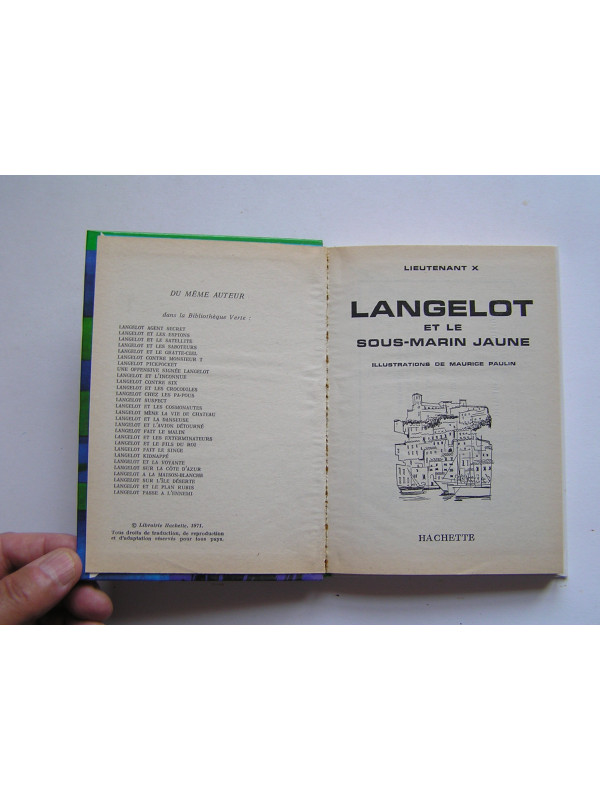 DU MÊME AUTEUR
dans la Bibliothèque Verte :
LANGELOT AGENT SECRET
LANGELOT ET LES ESPIONS
LANGELOT ET LE SATELLITE
LANGELOT ET LES SABOTEURS
LANGELOT ET LE GRATTE-CIEL
LANGELOT CONTRE MONSIEUR T
LANGELOT PICKPOCKET
UNE OFFENSIVE SIGNÉE LANGELOT
LANGELOT ET L'INCONNUE
LANGELOT CONTRE SIX
LANGELOT ET LES CROCODILES
LANGELOT CHEZ LES PA-POUS
LANGELOT SUSPECT
LANGELOT ET LES COSMONAUTES
LANGELOT MÈNE LA VIE DE CHATEAU
LANGELOT ET LA DANSEUSE
LANGELOT ET L'AVION DÉTOURNÉ
LANGELOT FAIT LE MALIN
LANGELOT ET LES EXTERMINATEURS
LANGELOT ET LE FILS DU ROI
LANGELOT FAIT LE SINGE
LANGELOT KIDNAPPÉ
LANGELOT ET LA VOYANTE
LANGELOT SUR LA CÔTE D'AZUR
LANGELOT A LA MAISON-BLANCHE
LANGELOT SUR L'ÎLE DÉSERTE
LANGELOT ET LE PLAN RUBIS
LANGELOT PASSE A L'ENNEMI
© Librairie Hachette, 1971.
Tous droits de traduction, de reproduction
et d'adaptation réservés pour tous pays.
LIEUTENANT X
LANGELOT
ET LE
SOUS-MARIN JAUNE
ILLUSTRATIONS DE MAURICE PAULIN
HACHETTE